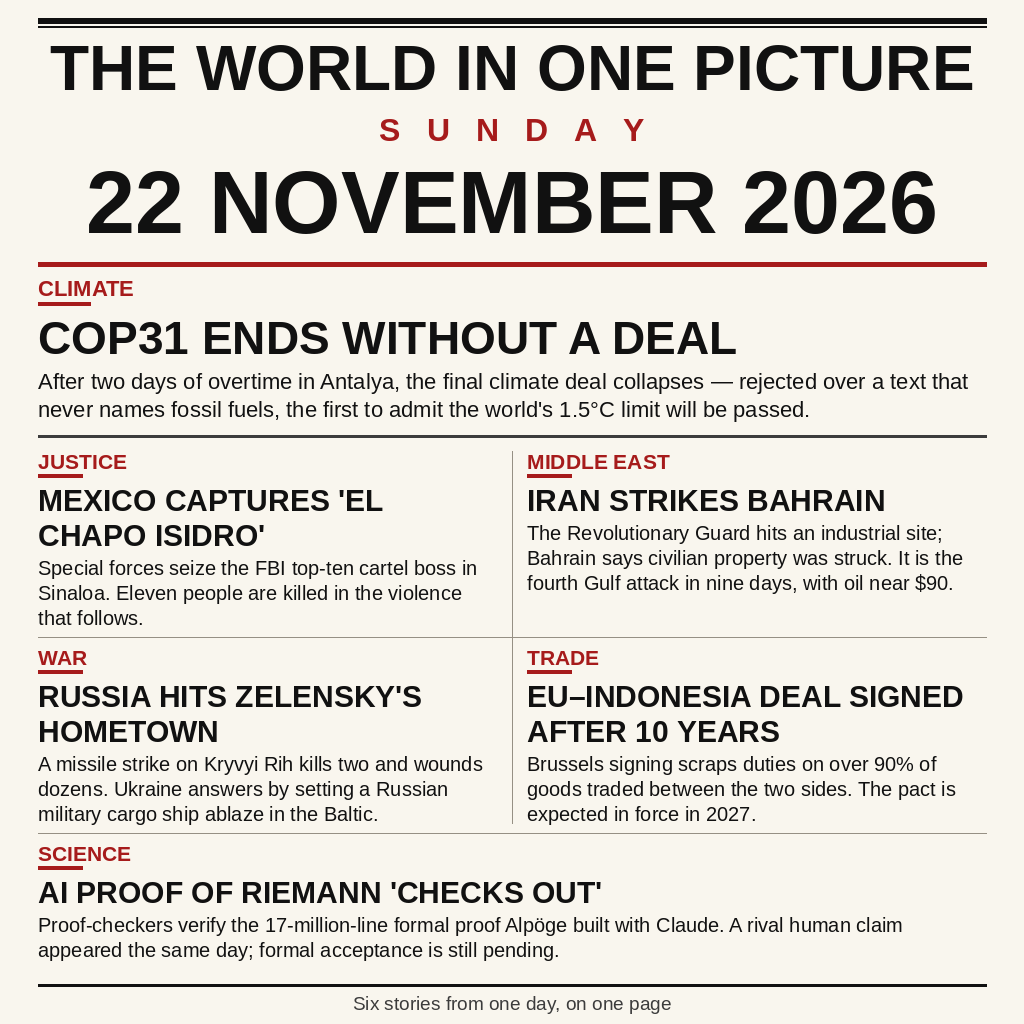 THE WORLD IN ONE PICTURE
SUNDAY
22 NOVEMBER 2026
CLIMATE
COP31 ENDS WITHOUT A DEAL
After two days of overtime in Antalya, the final climate deal collapses — rejected over a text that
never names fossil fuels, the first to admit the world's 1.5°C limit will be passed.
JUSTICE
MEXICO CAPTURES 'EL
CHAPO ISIDRO'
Special forces seize the FBI top-ten cartel boss in
Sinaloa. Eleven people are killed in the violence
that follows.
MIDDLE EAST
IRAN STRIKES BAHRAIN
The Revolutionary Guard hits an industrial site;
Bahrain says civilian property was struck. It is the
fourth Gulf attack in nine days, with oil near $90.
WAR
RUSSIA HITS ZELENSKY'S
HOMETOWN
A missile strike on Kryvyi Rih kills two and wounds
dozens. Ukraine answers by setting a Russian
military cargo ship ablaze in the Baltic.
TRADE
EU–INDONESIA DEAL SIGNED
AFTER 10 YEARS
Brussels signing scraps duties on over 90% of
goods traded between the two sides. The pact is
expected in force in 2027.
SCIENCE
AI PROOF OF RIEMANN 'CHECKS OUT'
Proof-checkers verify the 17-million-line formal proof Alpöge built with Claude. A rival human claim
appeared the same day; formal acceptance is still pending.
Six stories from one day, on one page